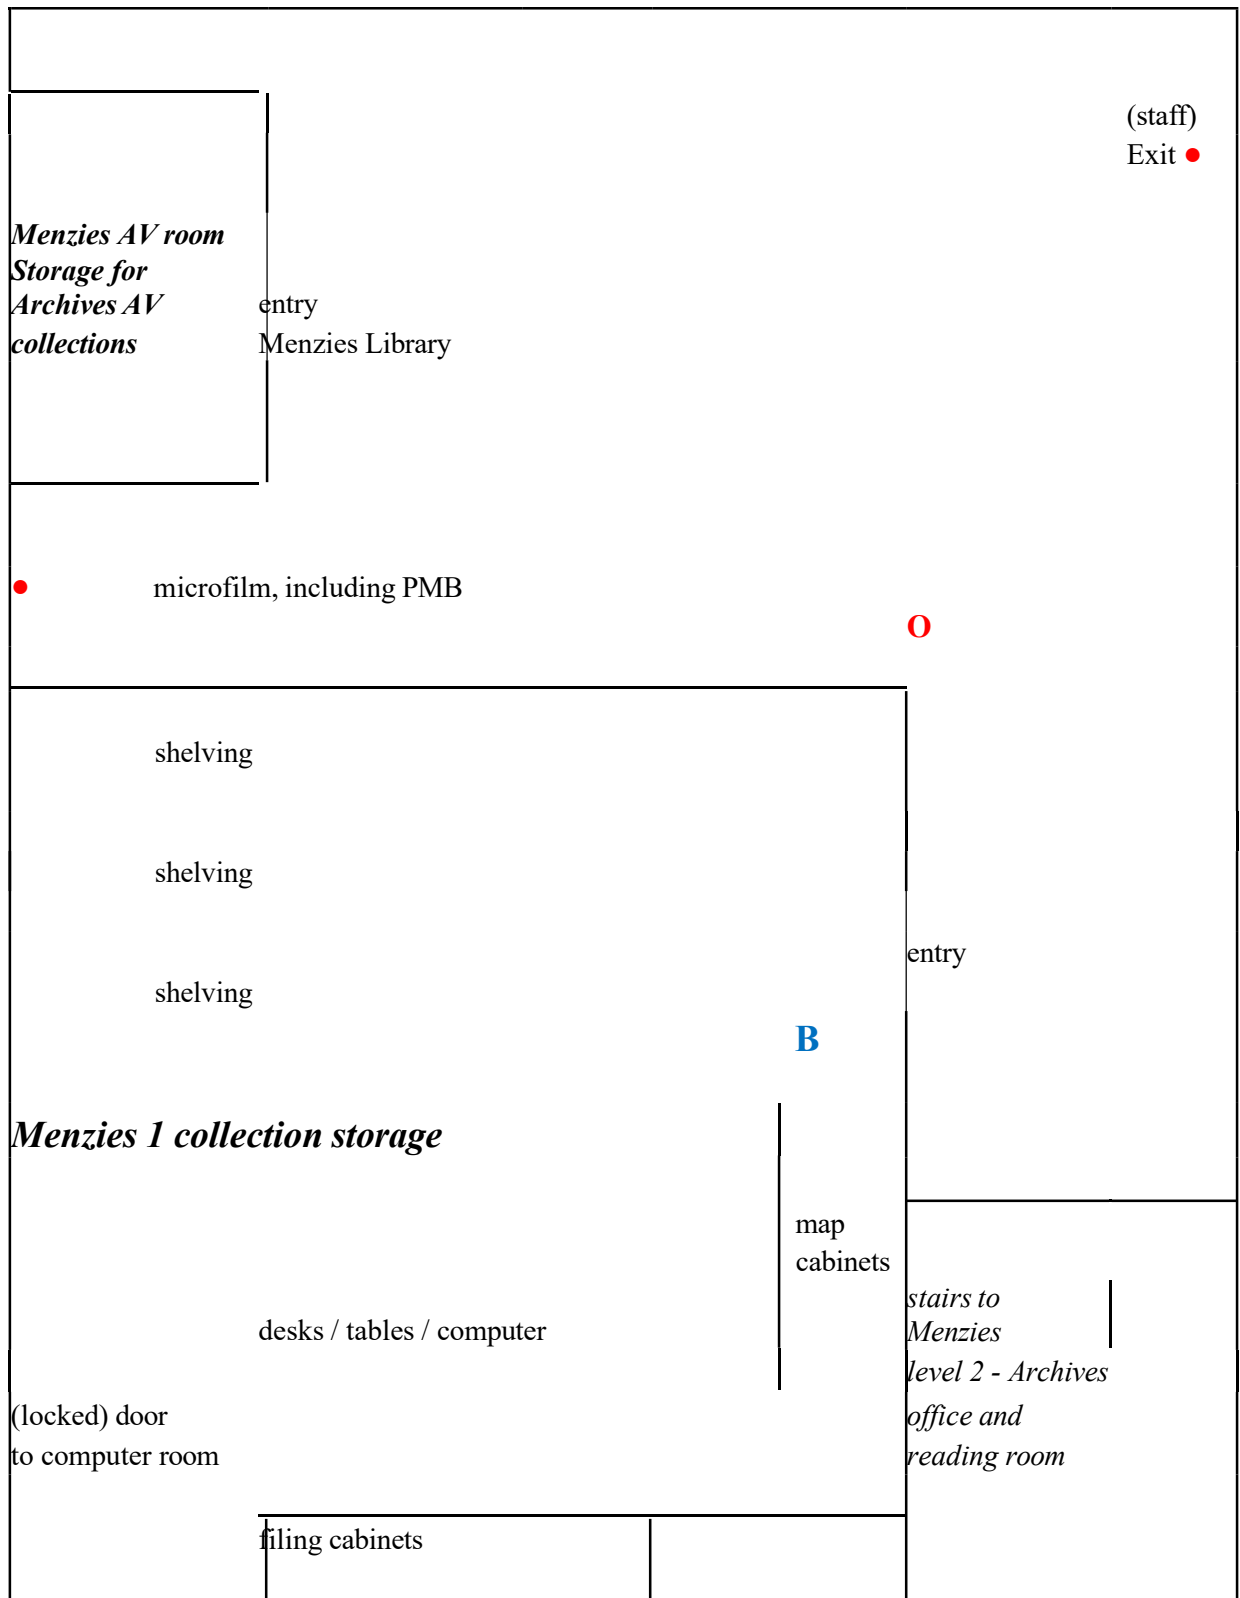 (staff)
Exit ●
Menzies AV room
Storage for
Archives AV
collections
entry
Menzies Library
● microfilm, including PMB
O
shelving
shelving
entry
shelving
B
Menzies 1 collection storage
map
cabinets
stairs to
Menzies
level 2 - Archives
office and
reading room
desks / tables / computer
(locked) door
to computer room
filing cabinets